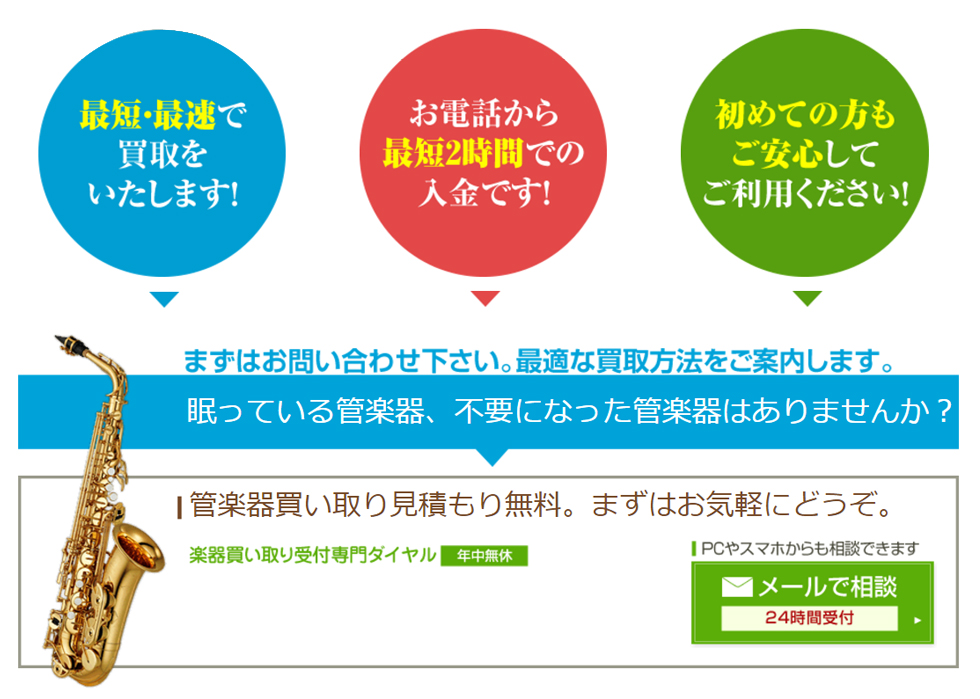 最短・最速で
買取を
いたします!
お電話から
最短2時間での
入金です!
初めての方も
ご安心して
ご利用ください!
まずはお問い合わせ下さい。最適な買取方法をご案内します。
眠っている管楽器、不要になった管楽器はありませんか？
管楽器買い取り見積もり無料。まずはお気軽にどうぞ。
楽器買い取り受付専門ダイヤル 年中無休
PCやスマホからも相談できます
メールで相談
24時間受付